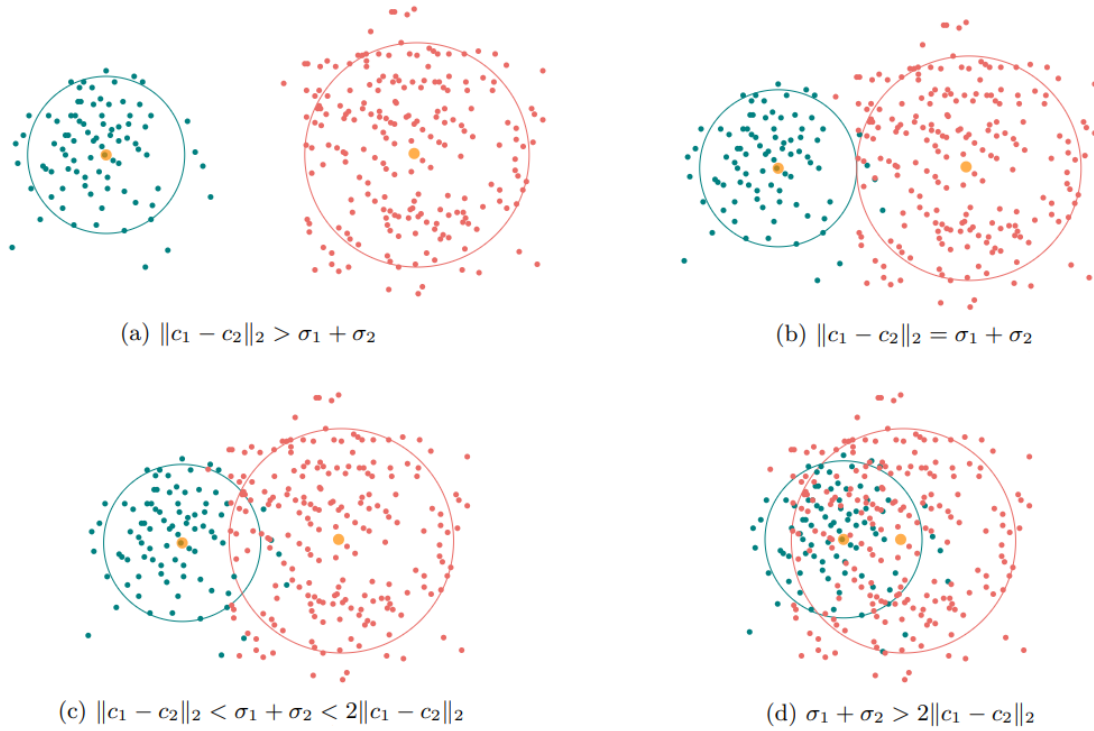 (a) ‖c₁ − c₂‖₂ > σ₁ + σ₂
(b) ‖c₁ − c₂‖₂ = σ₁ + σ₂
(c) ‖c₁ − c₂‖₂ < σ₁ + σ₂ < 2‖c₁ − c₂‖₂
(d) σ₁ + σ₂ > 2‖c₁ − c₂‖₂